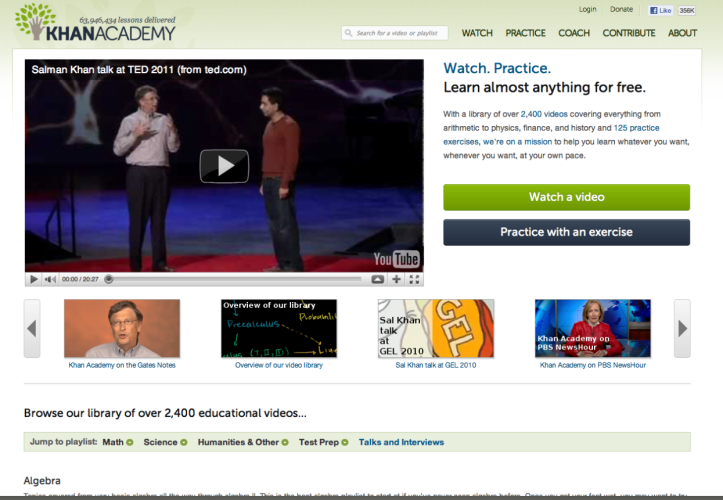 63,946,434 lessons delivered
KHANACADEMY
Login Donate Like 356K
Search for a video or playlist
WATCH PRACTICE COACH CONTRIBUTE ABOUT
Salman Khan talk at TED 2011 (from ted.com)
YouTube
00:00 / 20:27
Watch. Practice.
Learn almost anything for free.
With a library of over 2,400 videos covering everything from
arithmetic to physics, finance, and history and 125 practice
exercises, we're on a mission to help you learn whatever you want,
whenever you want, at your own pace.
Watch a video
Practice with an exercise
Khan Academy on the Gates Notes
Overview of our library
Precalculus
Probabili
(I, II, III)
Overview of our video library
Sal Khan
talk
at
GEL 2010
GEL
Sal Khan talk at GEL 2010
Khan Academy on
PBS NewsHour
Khan Academy on PBS NewsHour
Browse our library of over 2,400 educational videos...
Jump to playlist: Math Science Humanities & Other Test Prep Talks and Interviews
Algebra